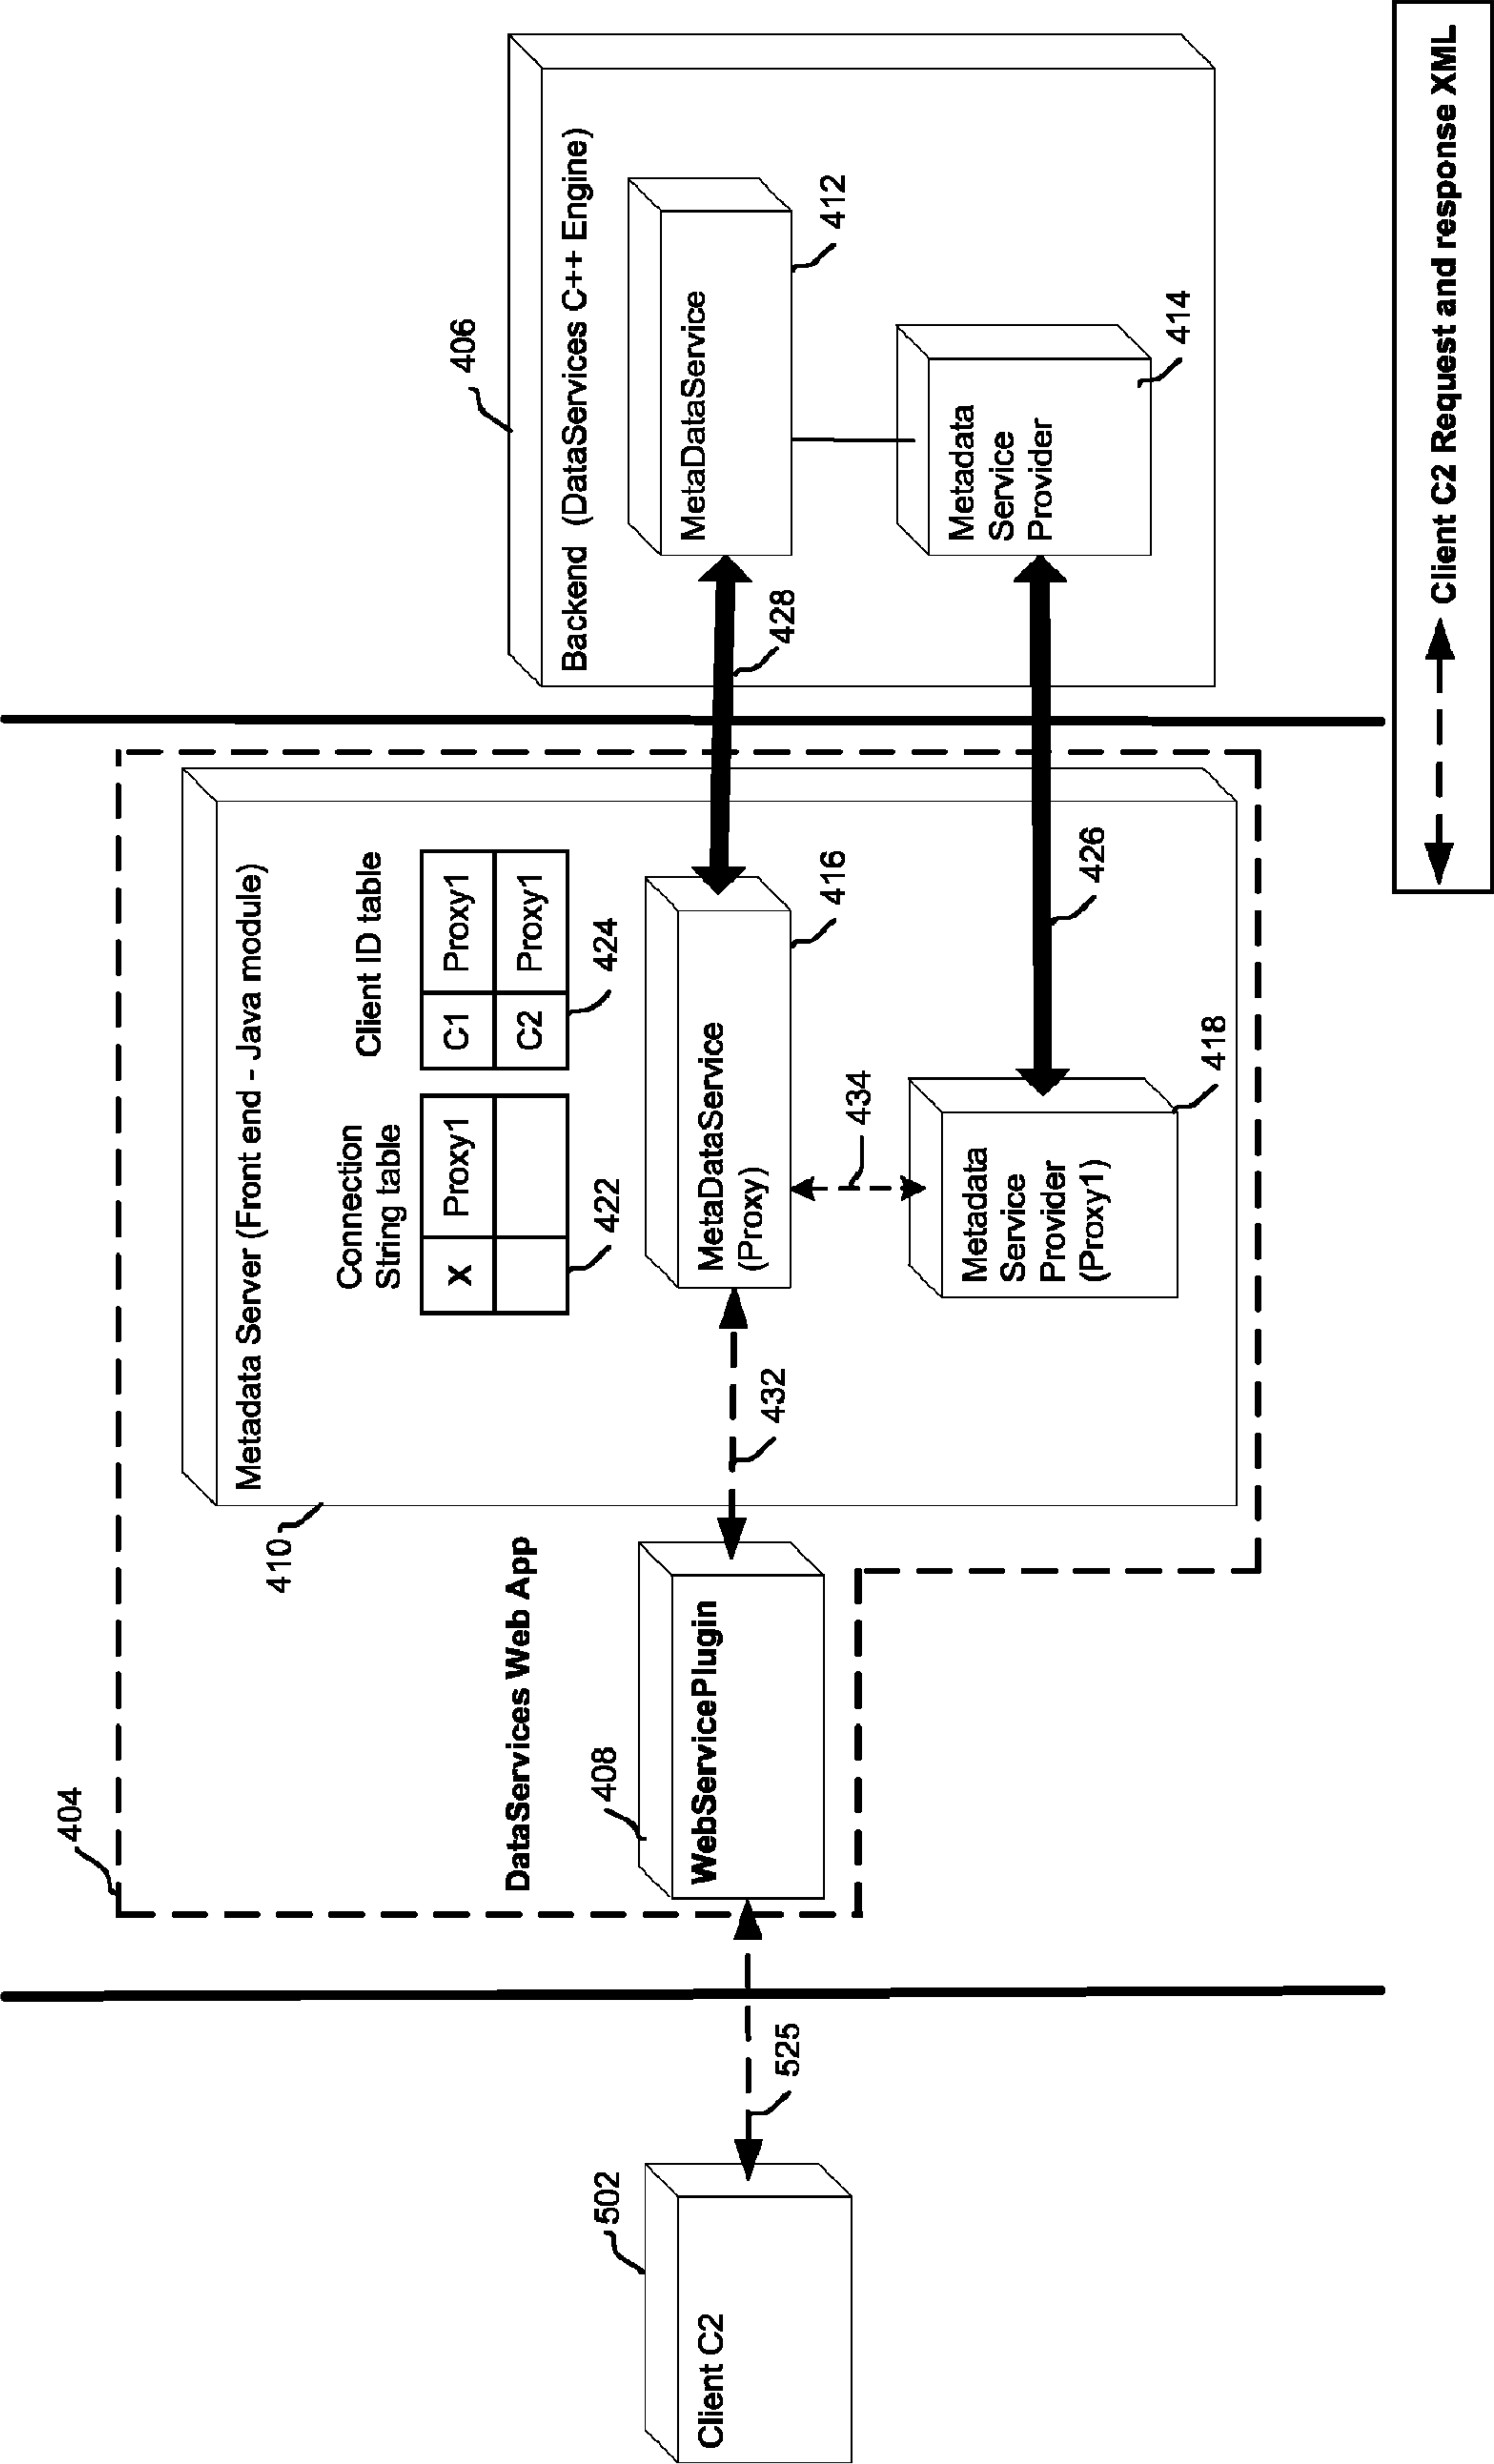 404
DataServices Web App
410
Metadata Server (Front end - Java module)
Connection
String table
X
Proxy1
422
Client ID table
C1
Proxy1
C2
Proxy1
424
406
Backend (DataServices C++ Engine)
502
Client C2
525
408
WebServicePlugin
432
MetaDataService
(Proxy)
416
428
MetaDataService
412
434
Metadata
Service
Provider
(Proxy1)
418
426
Metadata
Service
Provider
414
Client C2 Request and response XML